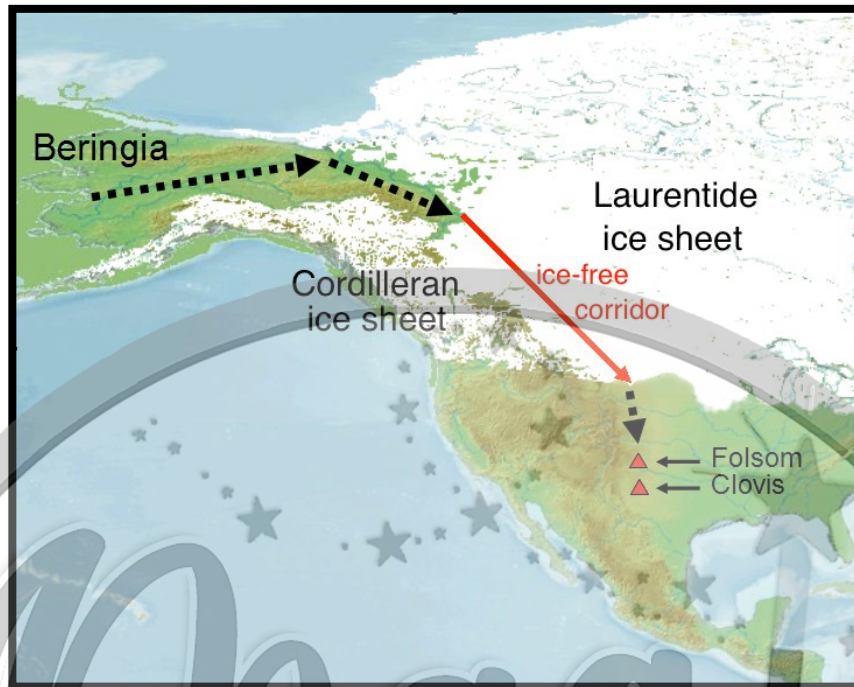 Beringia
Laurentide
ice sheet
ice-free
corridor
Cordilleran
ice sheet
Folsom
Clovis